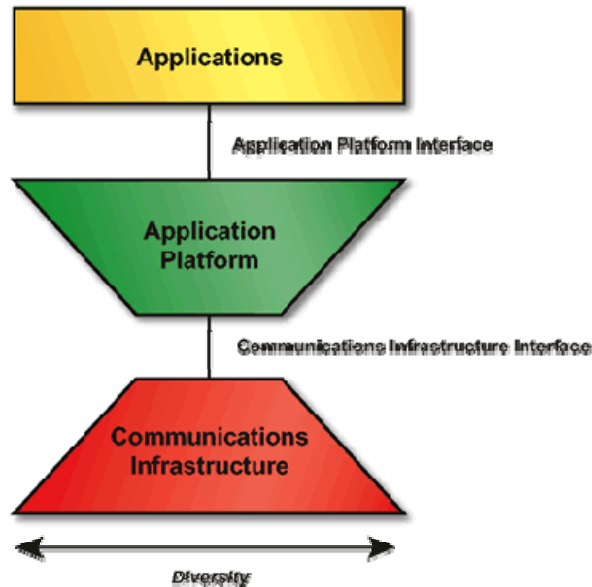 Applications
Application Platform Interface
Application
Platform
Communications Infrastructure Interface
Communications
Infrastructure
Diversity